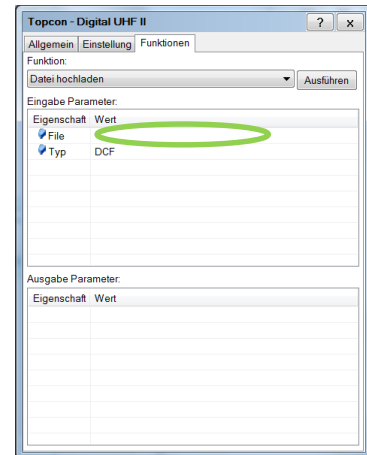 Topcon - Digital UHF II ? x
Allgemein Einstellung Funktionen
Funktion:
Datei hochladen Ausführen
Eingabe Parameter:
Eigenschaft Wert
File
Typ DCF
Ausgabe Parameter:
Eigenschaft Wert